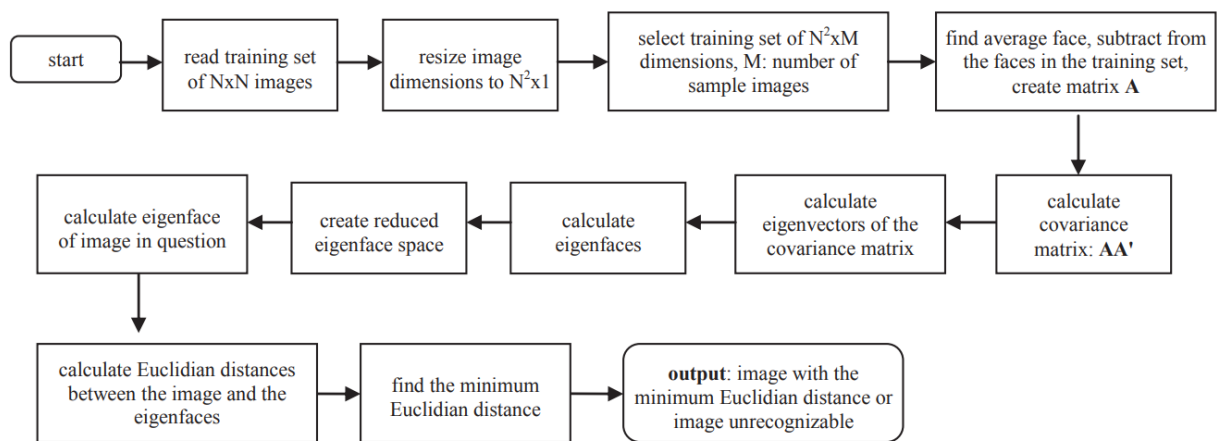 start
read training set
of NxN images
resize image
dimensions to N²x1
select training set of N²xM
dimensions, M: number of
sample images
find average face, subtract from
the faces in the training set,
create matrix A
calculate
covariance
matrix: AA'
calculate
eigenvectors of the
covariance matrix
calculate
eigenfaces
create reduced
eigenface space
calculate eigenface
of image in question
calculate Euclidian distances
between the image and the
eigenfaces
find the minimum
Euclidian distance
output: image with the
minimum Euclidian distance or
image unrecognizable